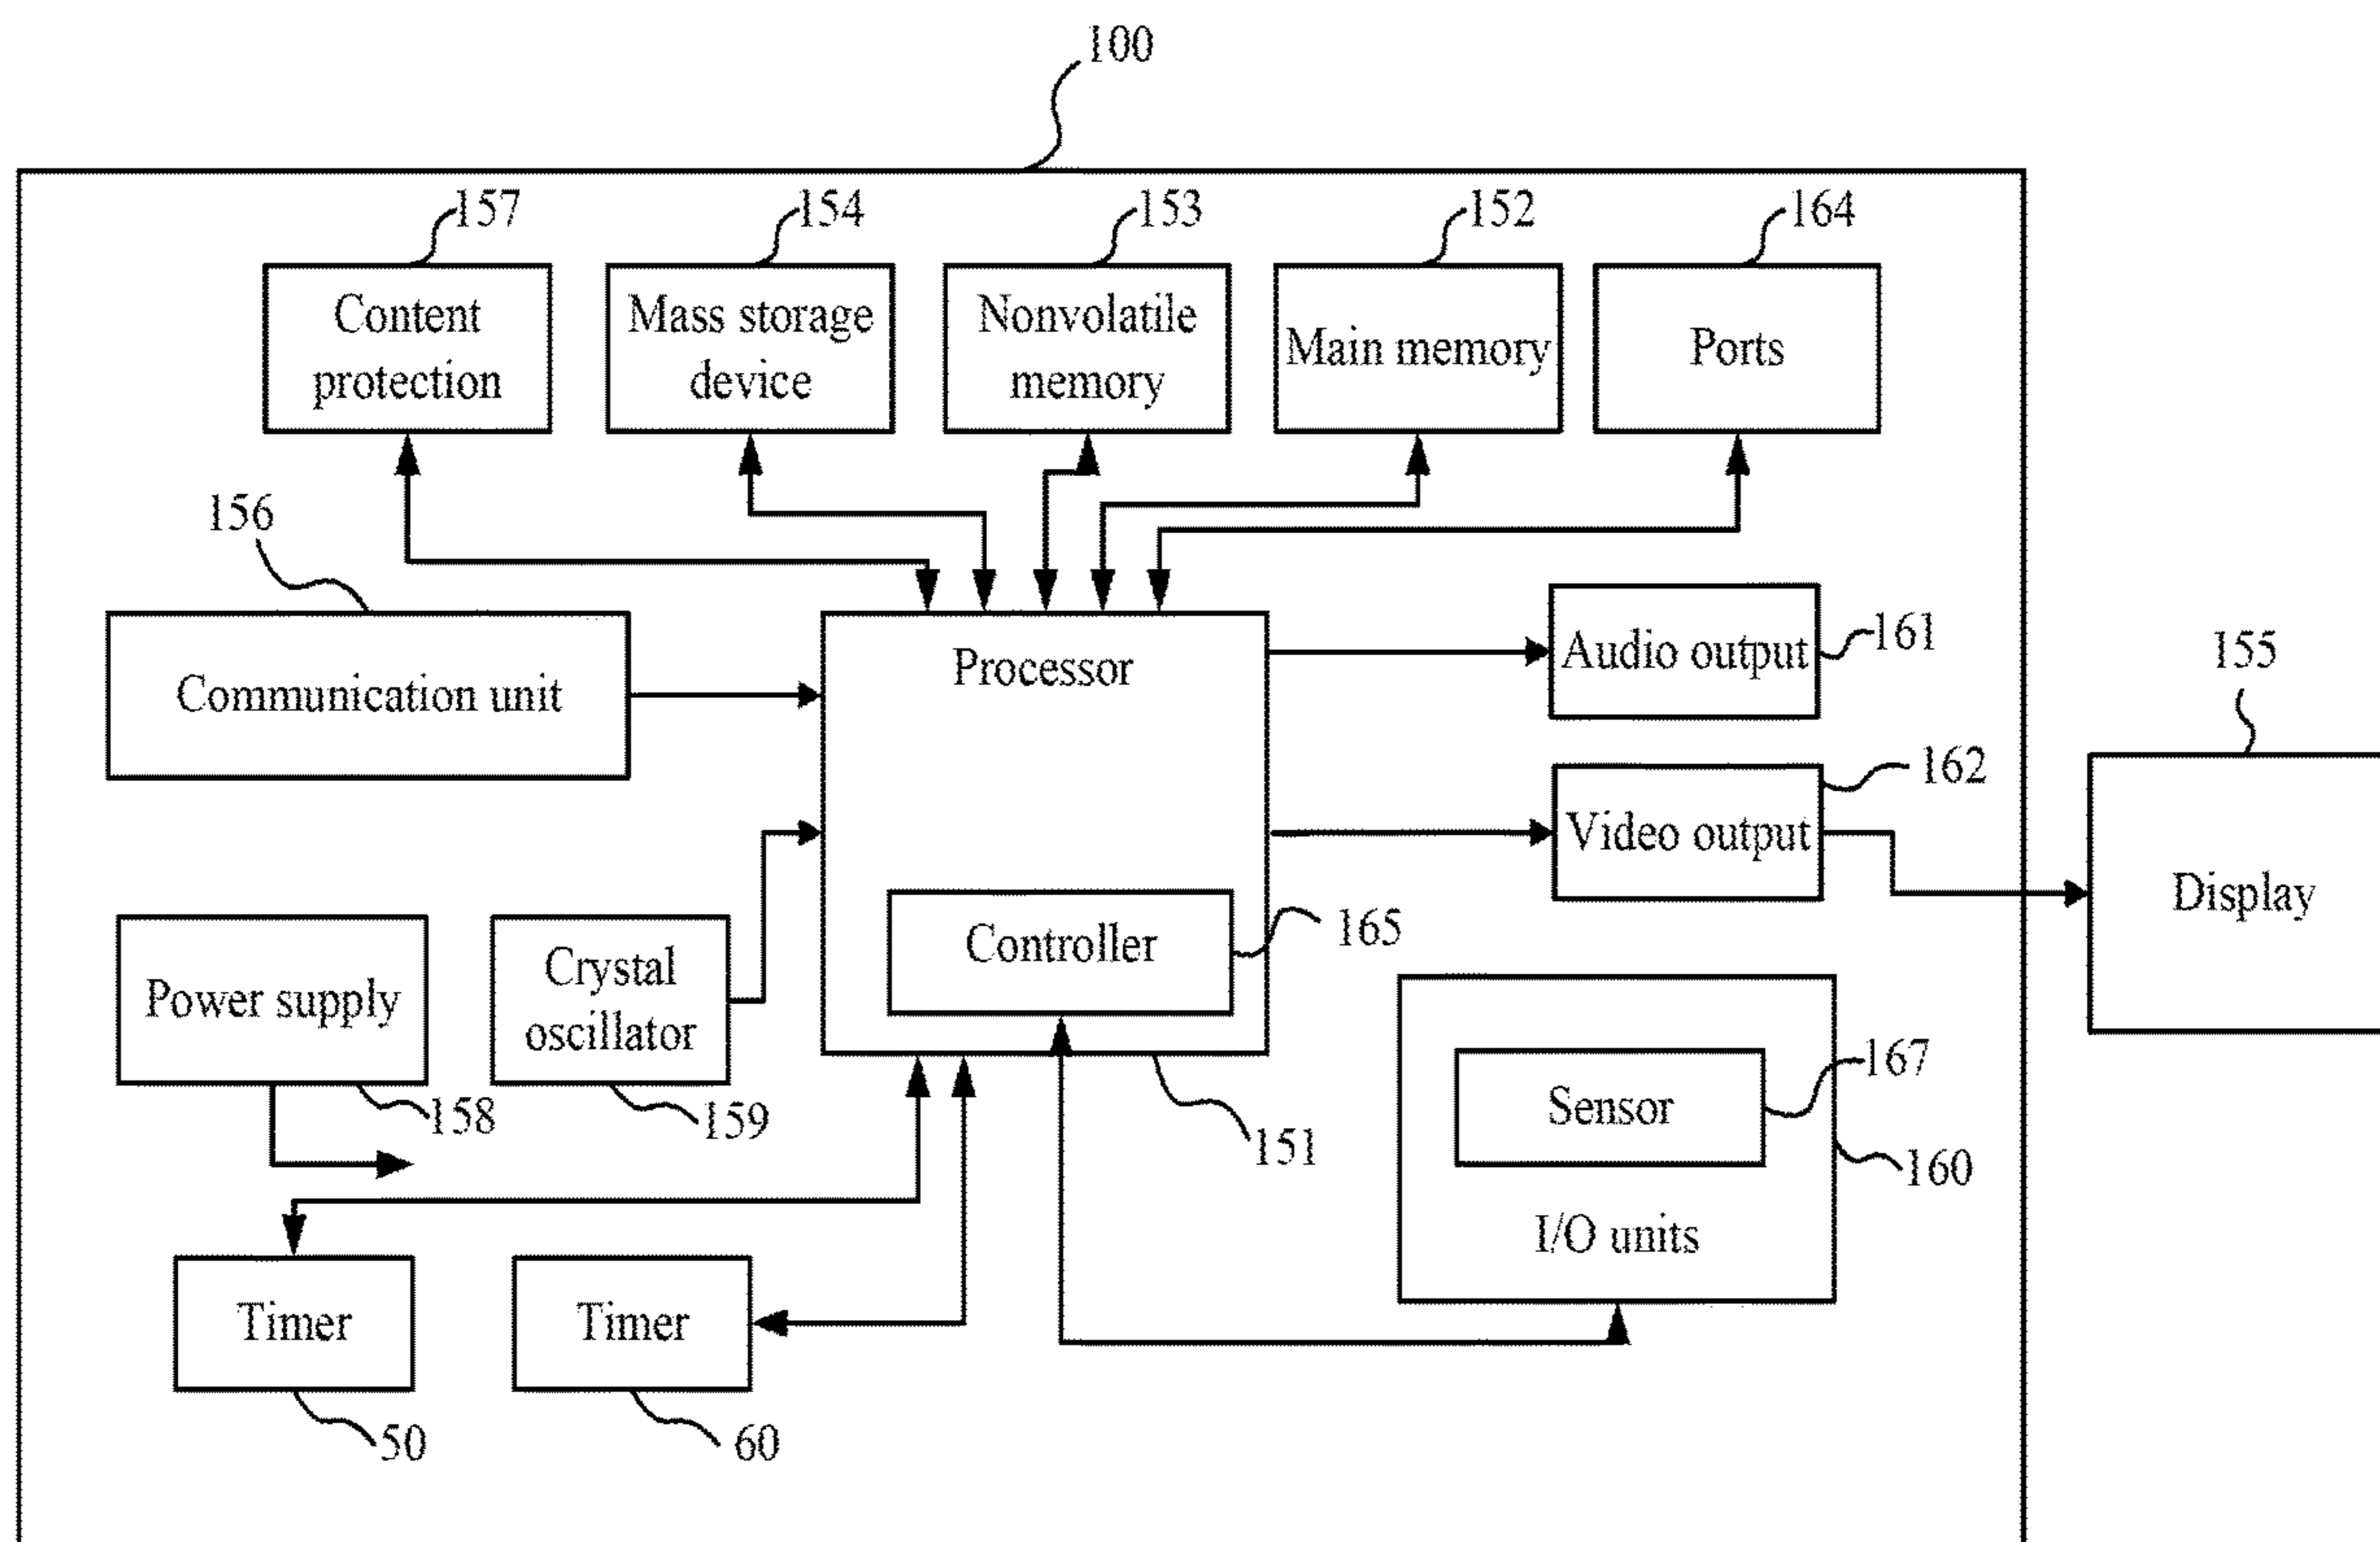 100
157
154
153
152
164
Content
protection
Mass storage
device
Nonvolatile
memory
Main memory
Ports
156
Communication unit
Processor
Audio output
161
155
162
Video output
Display
Controller
165
Power supply
Crystal
oscillator
158
159
151
Sensor
167
160
I/O units
Timer
Timer
50
60